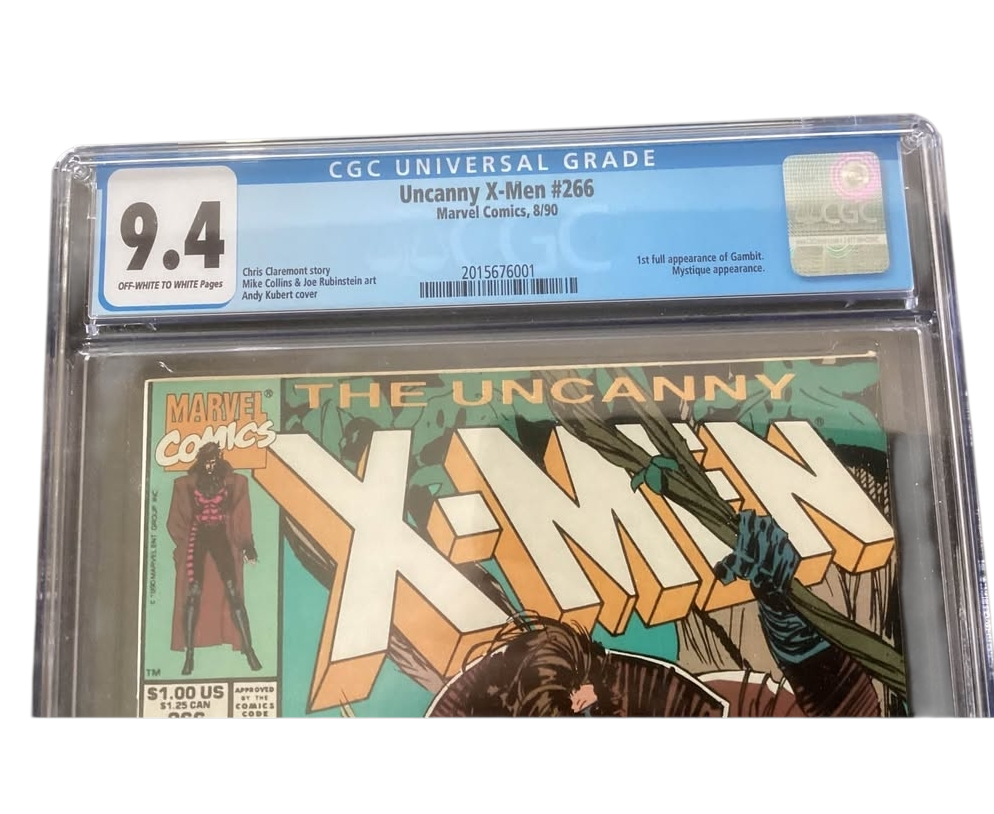 CGC UNIVERSAL GRADE
9.4
OFF-WHITE TO WHITE Pages
Uncanny X-Men #266
Marvel Comics, 8/90
CGC
Chris Claremont story
Mike Collins & Joe Rubinstein art
Andy Kubert cover
2015676001
1st full appearance of Gambit.
Mystique appearance.
CGC
MARVEL®
COMICS
THE UNCANNY
X-MEN®
TM
$1.00 US
$1.25 CAN
266
APPROVED
BY THE
COMICS
CODE